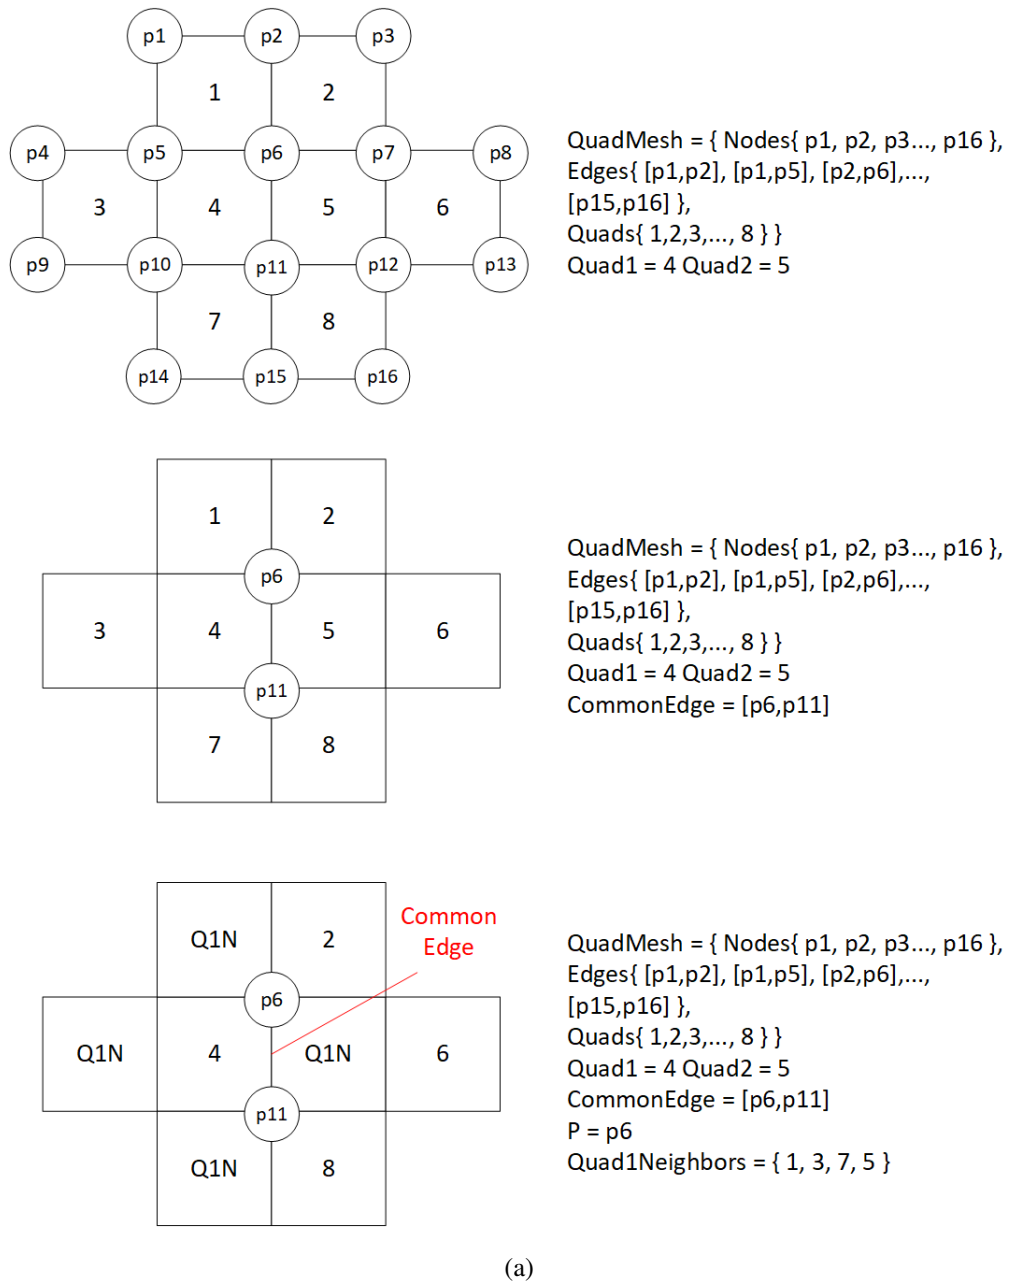 p1 p2 p3
1 2
p4 p5 p6 p7 p8
3 4 5 6
p9 p10 p11 p12 p13
7 8
p14 p15 p16
QuadMesh = { Nodes{ p1, p2, p3..., p16 },
Edges{ [p1,p2], [p1,p5], [p2,p6],...,
[p15,p16] },
Quads{ 1,2,3,..., 8 } }
Quad1 = 4 Quad2 = 5
1 2
p6
3 4 5 6
p11
7 8
QuadMesh = { Nodes{ p1, p2, p3..., p16 },
Edges{ [p1,p2], [p1,p5], [p2,p6],...,
[p15,p16] },
Quads{ 1,2,3,..., 8 } }
Quad1 = 4 Quad2 = 5
CommonEdge = [p6,p11]
Q1N 2
Common
Edge
p6
Q1N 4 Q1N 6
p11
Q1N 8
QuadMesh = { Nodes{ p1, p2, p3..., p16 },
Edges{ [p1,p2], [p1,p5], [p2,p6],...,
[p15,p16] },
Quads{ 1,2,3,..., 8 } }
Quad1 = 4 Quad2 = 5
CommonEdge = [p6,p11]
P = p6
Quad1Neighbors = { 1, 3, 7, 5 }
(a)